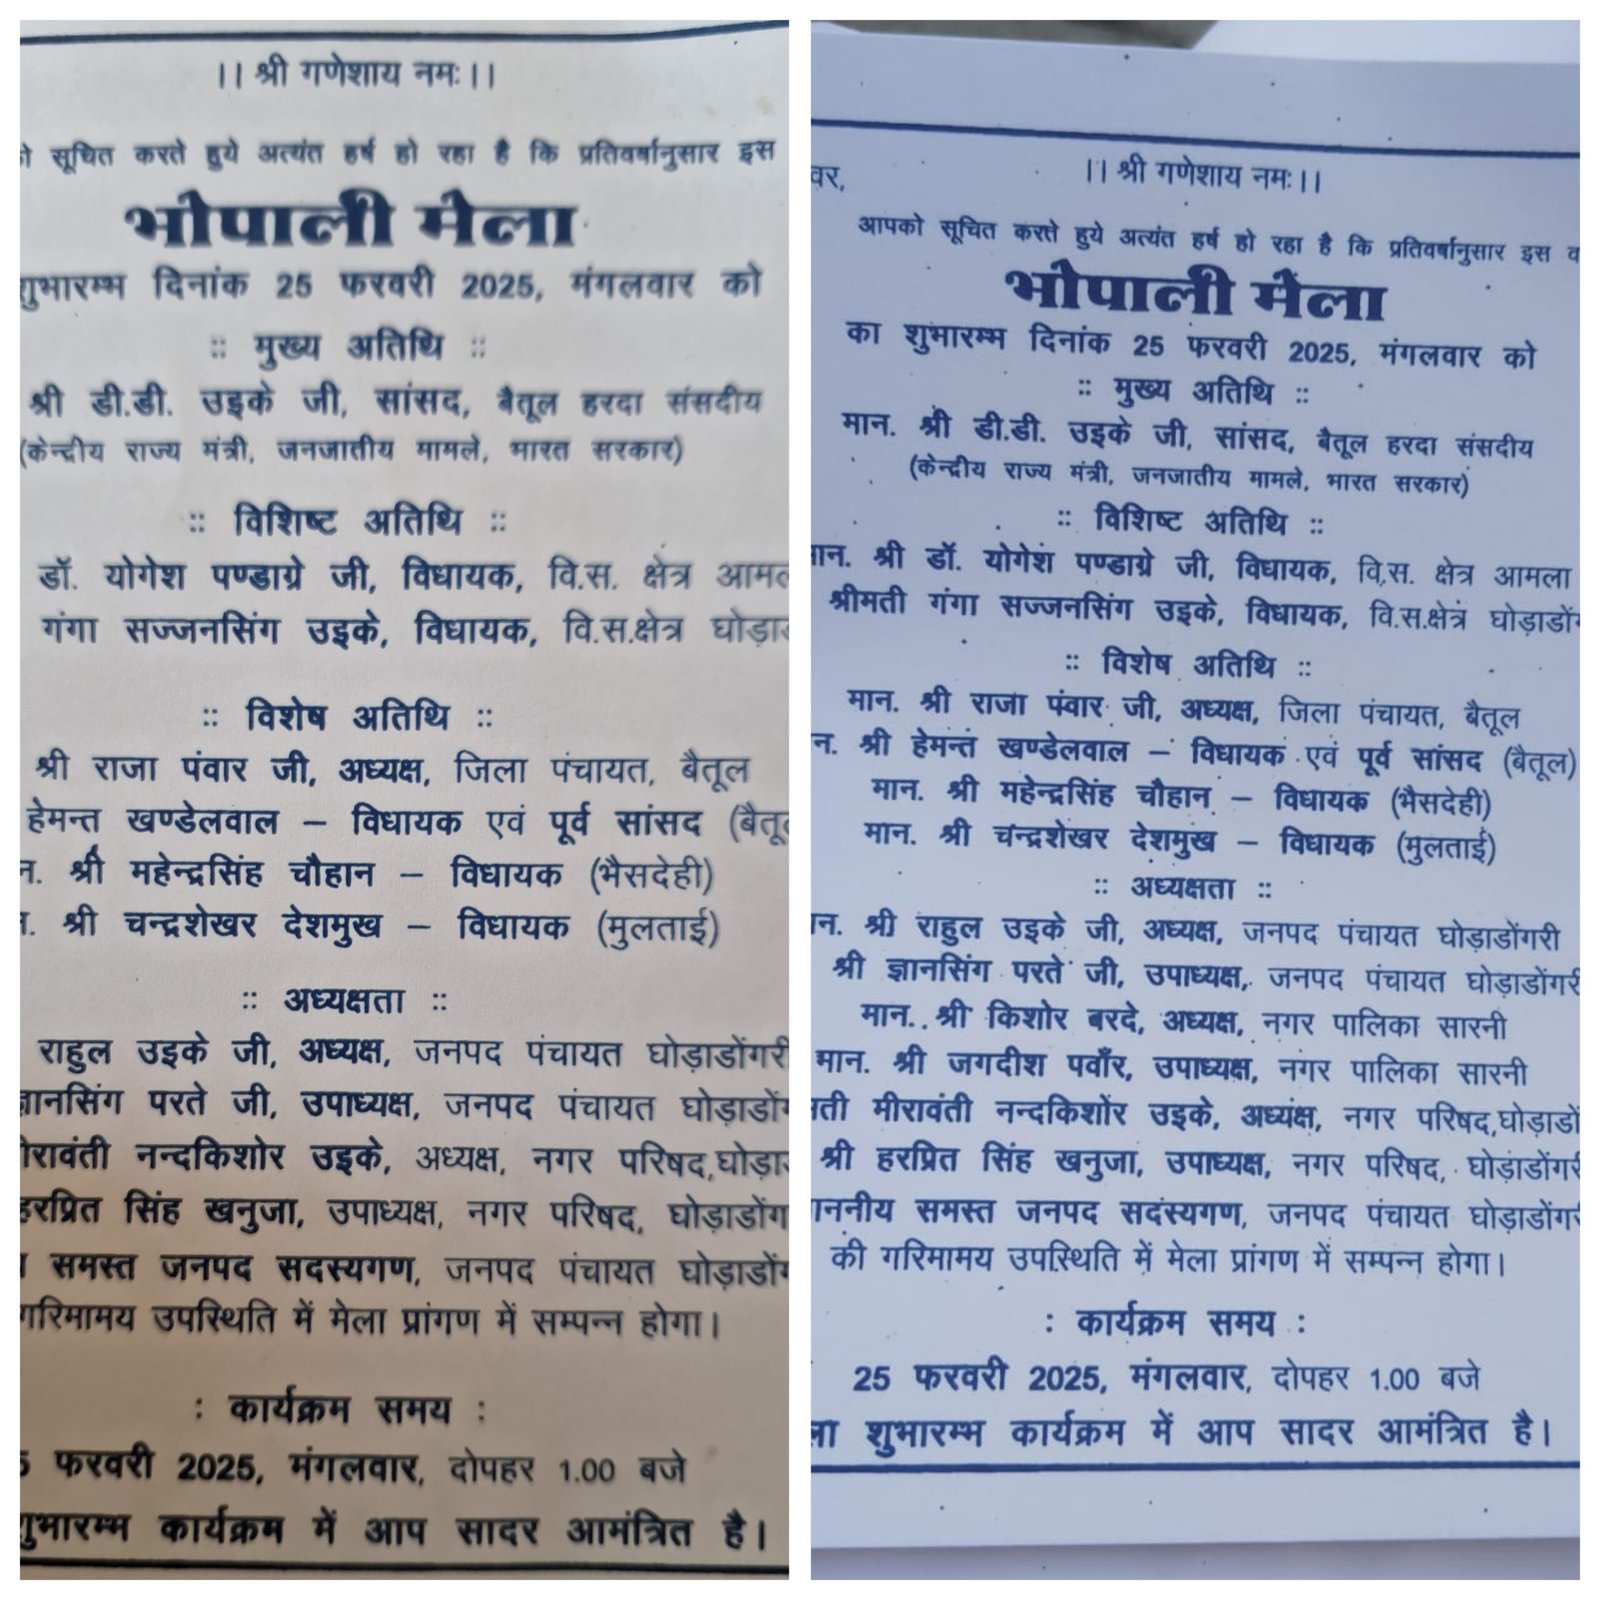 ।। श्री गणेशाय नमः।।
सूचित करते हुये अत्यंत हर्ष हो रहा है कि प्रतिवर्षानुसार इस
भोपाली मेला
शुभारम्भ दिनांक 25 फरवरी 2025, मंगलवार को
:: मुख्य अतिथि ::
श्री डी.डी. उइके जी, सांसद, बैतूल हरदा संसदीय
(केन्द्रीय राज्य मंत्री, जनजातीय मामले, भारत सरकार)
:: विशिष्ट अतिथि ::
डॉ. योगेश पण्डाग्रे जी, विधायक, वि.स. क्षेत्र
गंगा सज्जनसिंग उइके, विधायक, वि.स.क्षेत्र
:: विशेष अतिथि ::
श्री राजा पंवार जी, अध्यक्ष, जिला पंचायत, बैतूल
हेमन्त खण्डेलवाल – विधायक एवं पूर्व सांसद
श्री महेन्द्रसिंह चौहान – विधायक (भैसदेही)
श्री चन्द्रशेखर देशमुख – विधायक (मुलताई)
:: अध्यक्षता ::
राहुल उइके जी, अध्यक्ष, जनपद पंचायत घोड़ाडोंगरी
परते जी, उपाध्यक्ष, जनपद पंचायत
नन्दकिशोर उइके, अध्यक्ष, नगर परिषद,
सिंह खनुजा, उपाध्यक्ष, नगर परिषद,
समस्त जनपद सदस्यगण, जनपद पंचायत
गरिमामय उपस्थिति में मेला प्रांगण में सम्पन्न होगा।
: कार्यक्रम समय :
फरवरी 2025, मंगलवार, दोपहर 1.00 बजे
शुभारम्भ कार्यक्रम में आप सादर आमंत्रित है।
।। श्री गणेशाय नमः।।
आपको सूचित करते हुये अत्यंत हर्ष हो रहा है कि प्रतिवर्षानुसार इस
भोपाली मेला
का शुभारम्भ दिनांक 25 फरवरी 2025, मंगलवार को
:: मुख्य अतिथि ::
मान. श्री डी.डी. उइके जी, सांसद, बैतूल हरदा संसदीय
(केन्द्रीय राज्य मंत्री, जनजातीय मामले, भारत सरकार)
:: विशिष्ट अतिथि ::
मान. श्री डॉ. योगेश पण्डाग्रे जी, विधायक, वि.स. क्षेत्र आमला
श्रीमती गंगा सज्जनसिंग उइके, विधायक, वि.स.क्षेत्र
:: विशेष अतिथि ::
मान. श्री राजा पंवार जी, अध्यक्ष, जिला पंचायत, बैतूल
श्री हेमन्त खण्डेलवाल – विधायक एवं पूर्व सांसद (बैतूल)
मान. श्री महेन्द्रसिंह चौहान – विधायक (भैसदेही)
मान. श्री चन्द्रशेखर देशमुख – विधायक (मुलताई)
:: अध्यक्षता ::
श्री राहुल उइके जी, अध्यक्ष, जनपद पंचायत घोड़ाडोंगरी
श्री ज्ञानसिंग परते जी, उपाध्यक्ष, जनपद पंचायत घोड़ाडोंगरी
मान. श्री किशोर बरदे, अध्यक्ष, नगर पालिका सारनी
मान. श्री जगदीश पवाँर, उपाध्यक्ष, नगर पालिका सारनी
मीरावंती नन्दकिशोर उइके, अध्यक्ष, नगर परिषद,
श्री हरप्रित सिंह खनुजा, उपाध्यक्ष, नगर परिषद, घोड़ाडोंगरी
माननीय समस्त जनपद सदस्यगण, जनपद पंचायत घोड़ाडोंगरी
की गरिमामय उपस्थिति में मेला प्रांगण में सम्पन्न होगा।
: कार्यक्रम समय :
25 फरवरी 2025, मंगलवार, दोपहर 1.00 बजे
शुभारम्भ कार्यक्रम में आप सादर आमंत्रित है।